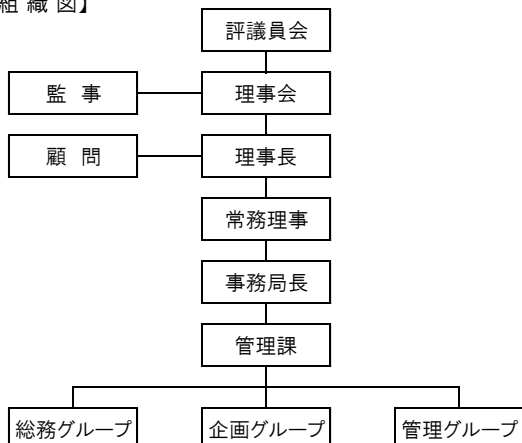 組 織 図】
評議員会
監 事
理事会
顧 問
理事長
常務理事
事務局長
管理課
総務グループ
企画グループ
管理グループ